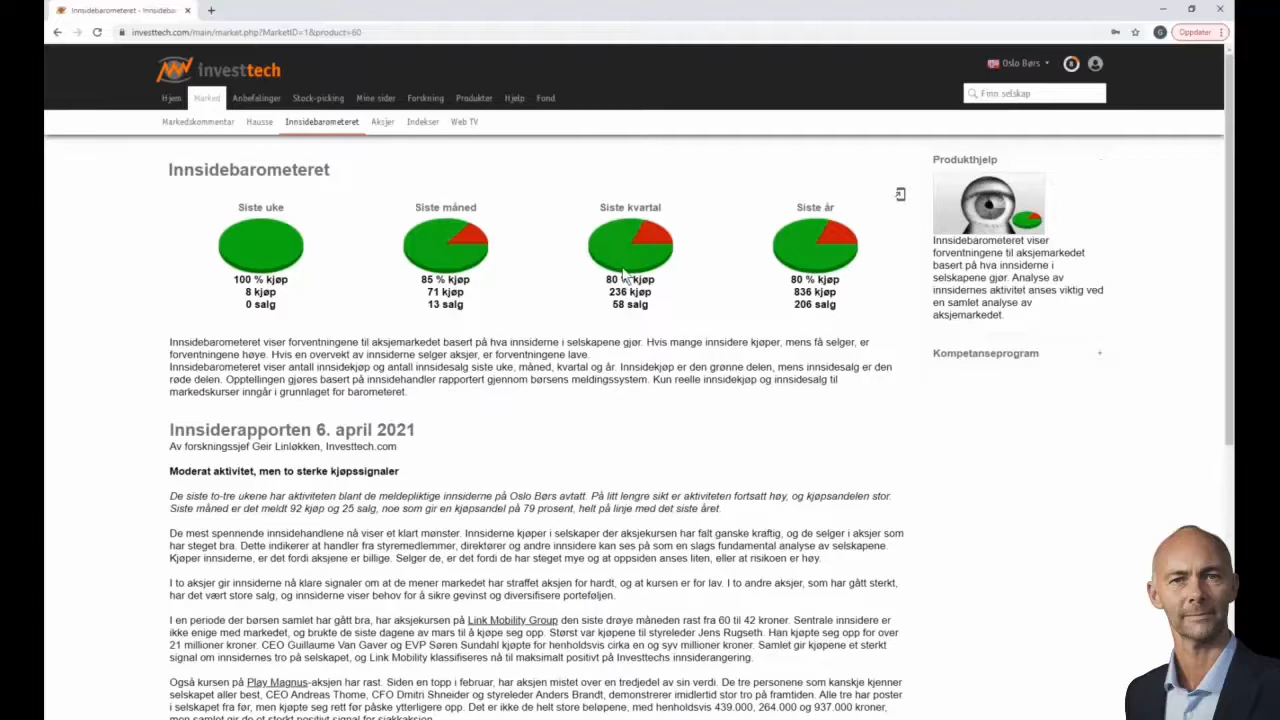 Innsidebarometeret - Innsideba
investtech.com/main/market.php?MarketID=1&product=60
G
Oppdater
investtech
Oslo Børs
Hjem Marked Anbefalinger Stock-picking Mine sider Forskning Produkter Hjelp Fond
Finn selskap
Markedskommentar Hausse Innsidebarometeret Aksjer Indekser Web TV
Innsidebarometeret
Siste uke Siste måned Siste kvartal Siste år
100 % kjøp 85 % kjøp 80 % kjøp 80 % kjøp
8 kjøp 71 kjøp 236 kjøp 836 kjøp
0 salg 13 salg 58 salg 206 salg
Innsidebarometeret viser forventningene til aksjemarkedet basert på hva innsiderne i selskapene gjør. Hvis mange innsidere kjøper, mens få selger, er
forventningene høye. Hvis en overvekt av innsiderne selger aksjer, er forventningene lave.
Innsidebarometeret viser antall innsidekjøp og antall innsidesalg siste uke, måned, kvartal og år. Innsidekjøp er den grønne delen, mens innsidesalg er den
røde delen. Opptellingen gjøres basert på innsidehandler rapportert gjennom børsens meldingssystem. Kun reelle innsidekjøp og innsidesalg til
markedskurser inngår i grunnlaget for barometeret.
Innsiderapporten 6. april 2021
Av forskningssjef Geir Linløkken, Investtech.com
Moderat aktivitet, men to sterke kjøpssignaler
De siste to-tre ukene har aktiviteten blant de meldepliktige innsiderne på Oslo Børs avtatt. På litt lengre sikt er aktiviteten fortsatt høy, og kjøpsandelen stor.
Siste måned er det meldt 92 kjøp og 25 salg, noe som gir en kjøpsandel på 79 prosent, helt på linje med det siste året.
De mest spennende innsidehandlene nå viser et klart mønster. Innsiderne kjøper i selskaper der aksjekursen har falt ganske kraftig, og de selger i aksjer som
har steget bra. Dette indikerer at handler fra styremedlemmer, direktører og andre innsidere kan ses på som en slags fundamental analyse av selskapene.
Kjøper innsiderne, er det fordi aksjene er billige. Selger de, er det fordi de har steget mye og at oppsiden anses liten, eller at risikoen er høy.
I to aksjer gir innsiderne nå klare signaler om at de mener markedet har straffet aksjen for hardt, og at kursen er for lav. I to andre aksjer, som har gått sterkt,
har det vært store salg, og innsiderne viser behov for å sikre gevinst og diversifisere porteføljen.
I en periode der børsen samlet har gått bra, har aksjekursen på Link Mobility Group den siste drøye måneden rast fra 60 til 42 kroner. Sentrale innsidere er
ikke enige med markedet, og brukte de siste dagene av mars til å kjøpe seg opp. Størst var kjøpene til styreleder Jens Rugseth. Han kjøpte seg opp for over
21 millioner kroner. CEO Guillaume Van Gaver og EVP Søren Sundahl kjøpte for henholdsvis cirka en og syv millioner kroner. Samlet gir kjøpene et sterkt
signal om innsidernes tro på selskapet, og Link Mobility klassifiseres nå til maksimalt positivt på Investtechs innsiderangering.
Også kursen på Play Magnus-aksjen har rast. Siden en topp i februar, har aksjen mistet over en tredjedel av sin verdi. De tre personene som kanskje kjenner
selskapet aller best, CEO Andreas Thome, CFO Dmitri Shneider og styreleder Anders Brandt, demonstrerer imidlertid stor tro på framtiden. Alle tre har poster
i selskapet fra før, men kjøpte seg rett før påske ytterligere opp. Det er ikke de helt store beløpene, med henholdsvis 439.000, 264.000 og 937.000 kroner,
men samlet gir de et sterkt positivt signal for sjakkaksjen.
Produkthjelp
Innsidebarometeret viser
forventningene til aksjemarkedet
basert på hva innsiderne i
selskapene gjør. Analyse av
innsidernes aktivitet anses viktig ved
en samlet analyse av
aksjemarkedet.
Kompetanseprogram +